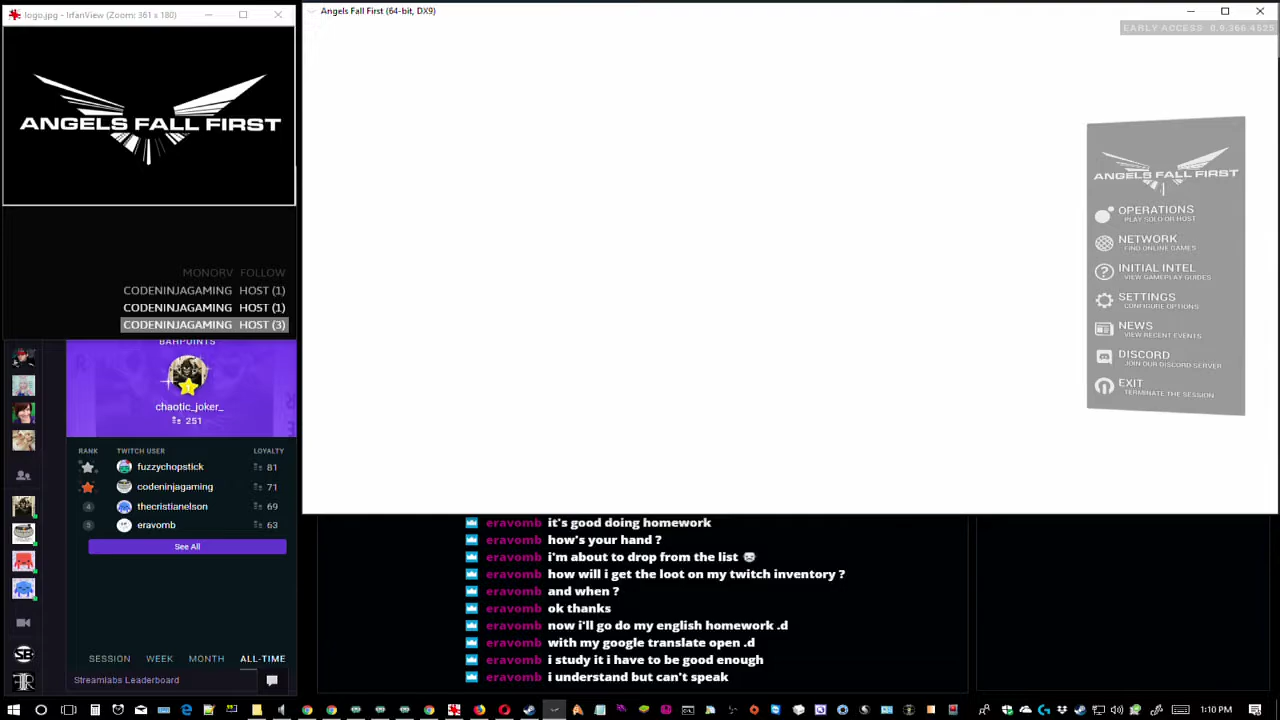 logo.jpg - IrfanView (Zoom: 361 x 180)
ANGELS FALL FIRST
MONORV FOLLOW
CODENINJAGAMING HOST (1)
CODENINJAGAMING HOST (1)
CODENINJAGAMING HOST (3)
BAHPOINTS
1
chaotic_joker_
251
RANK TWITCH USER LOYALTY
fuzzychopstick 81
codeninjagaming 71
4 thecristianelson 69
5 eravomb 63
See All
SESSION WEEK MONTH ALL-TIME
Streamlabs Leaderboard
SB
Angels Fall First (64-bit, DX9)
EARLY ACCESS 0.9.366.4525
ANGELS FALL FIRST
OPERATIONS
PLAY SOLO OR HOST
NETWORK
FIND ONLINE GAMES
INITIAL INTEL
VIEW GAMEPLAY GUIDES
SETTINGS
CONFIGURE OPTIONS
NEWS
VIEW RECENT EVENTS
DISCORD
JOIN OUR DISCORD SERVER
EXIT
TERMINATE THE SESSION
eravomb it's good doing homework
eravomb how's your hand ?
eravomb i'm about to drop from the list
eravomb how will i get the loot on my twitch inventory ?
eravomb and when ?
eravomb ok thanks
eravomb now i'll go do my english homework .d
eravomb with my google translate open .d
eravomb i study it i have to be good enough
eravomb i understand but can't speak
1:10 PM